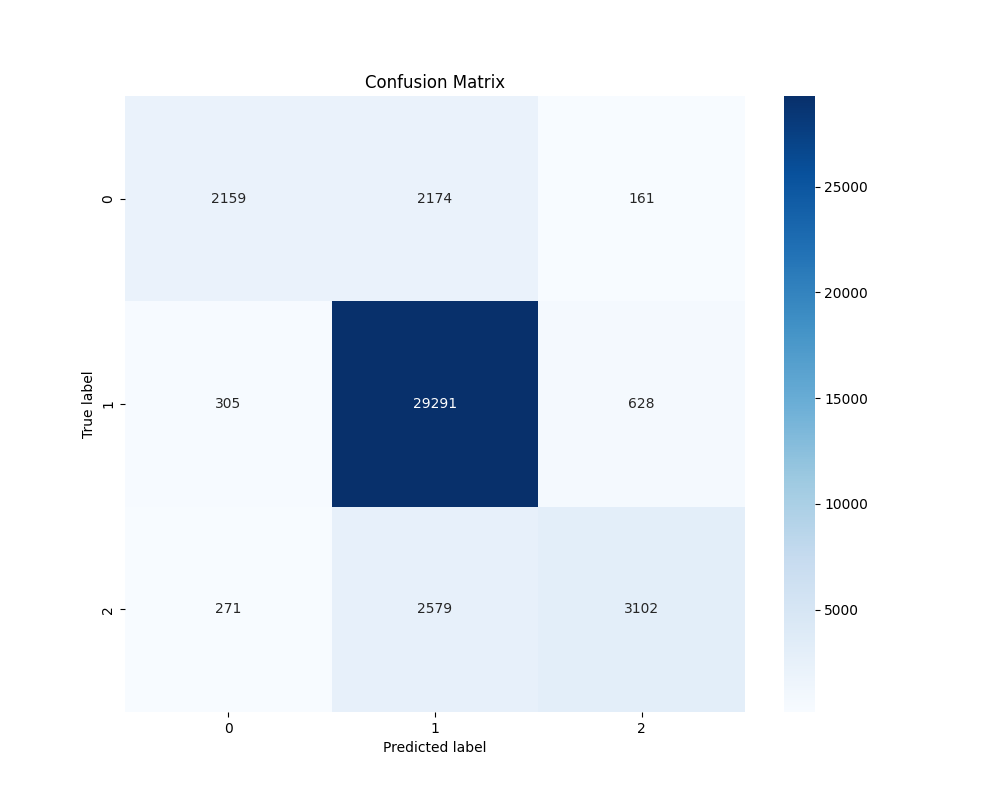 Confusion Matrix
0 2159 2174 161
1 305 29291 628
2 271 2579 3102
0 1 2
Predicted label
True label
25000
20000
15000
10000
5000